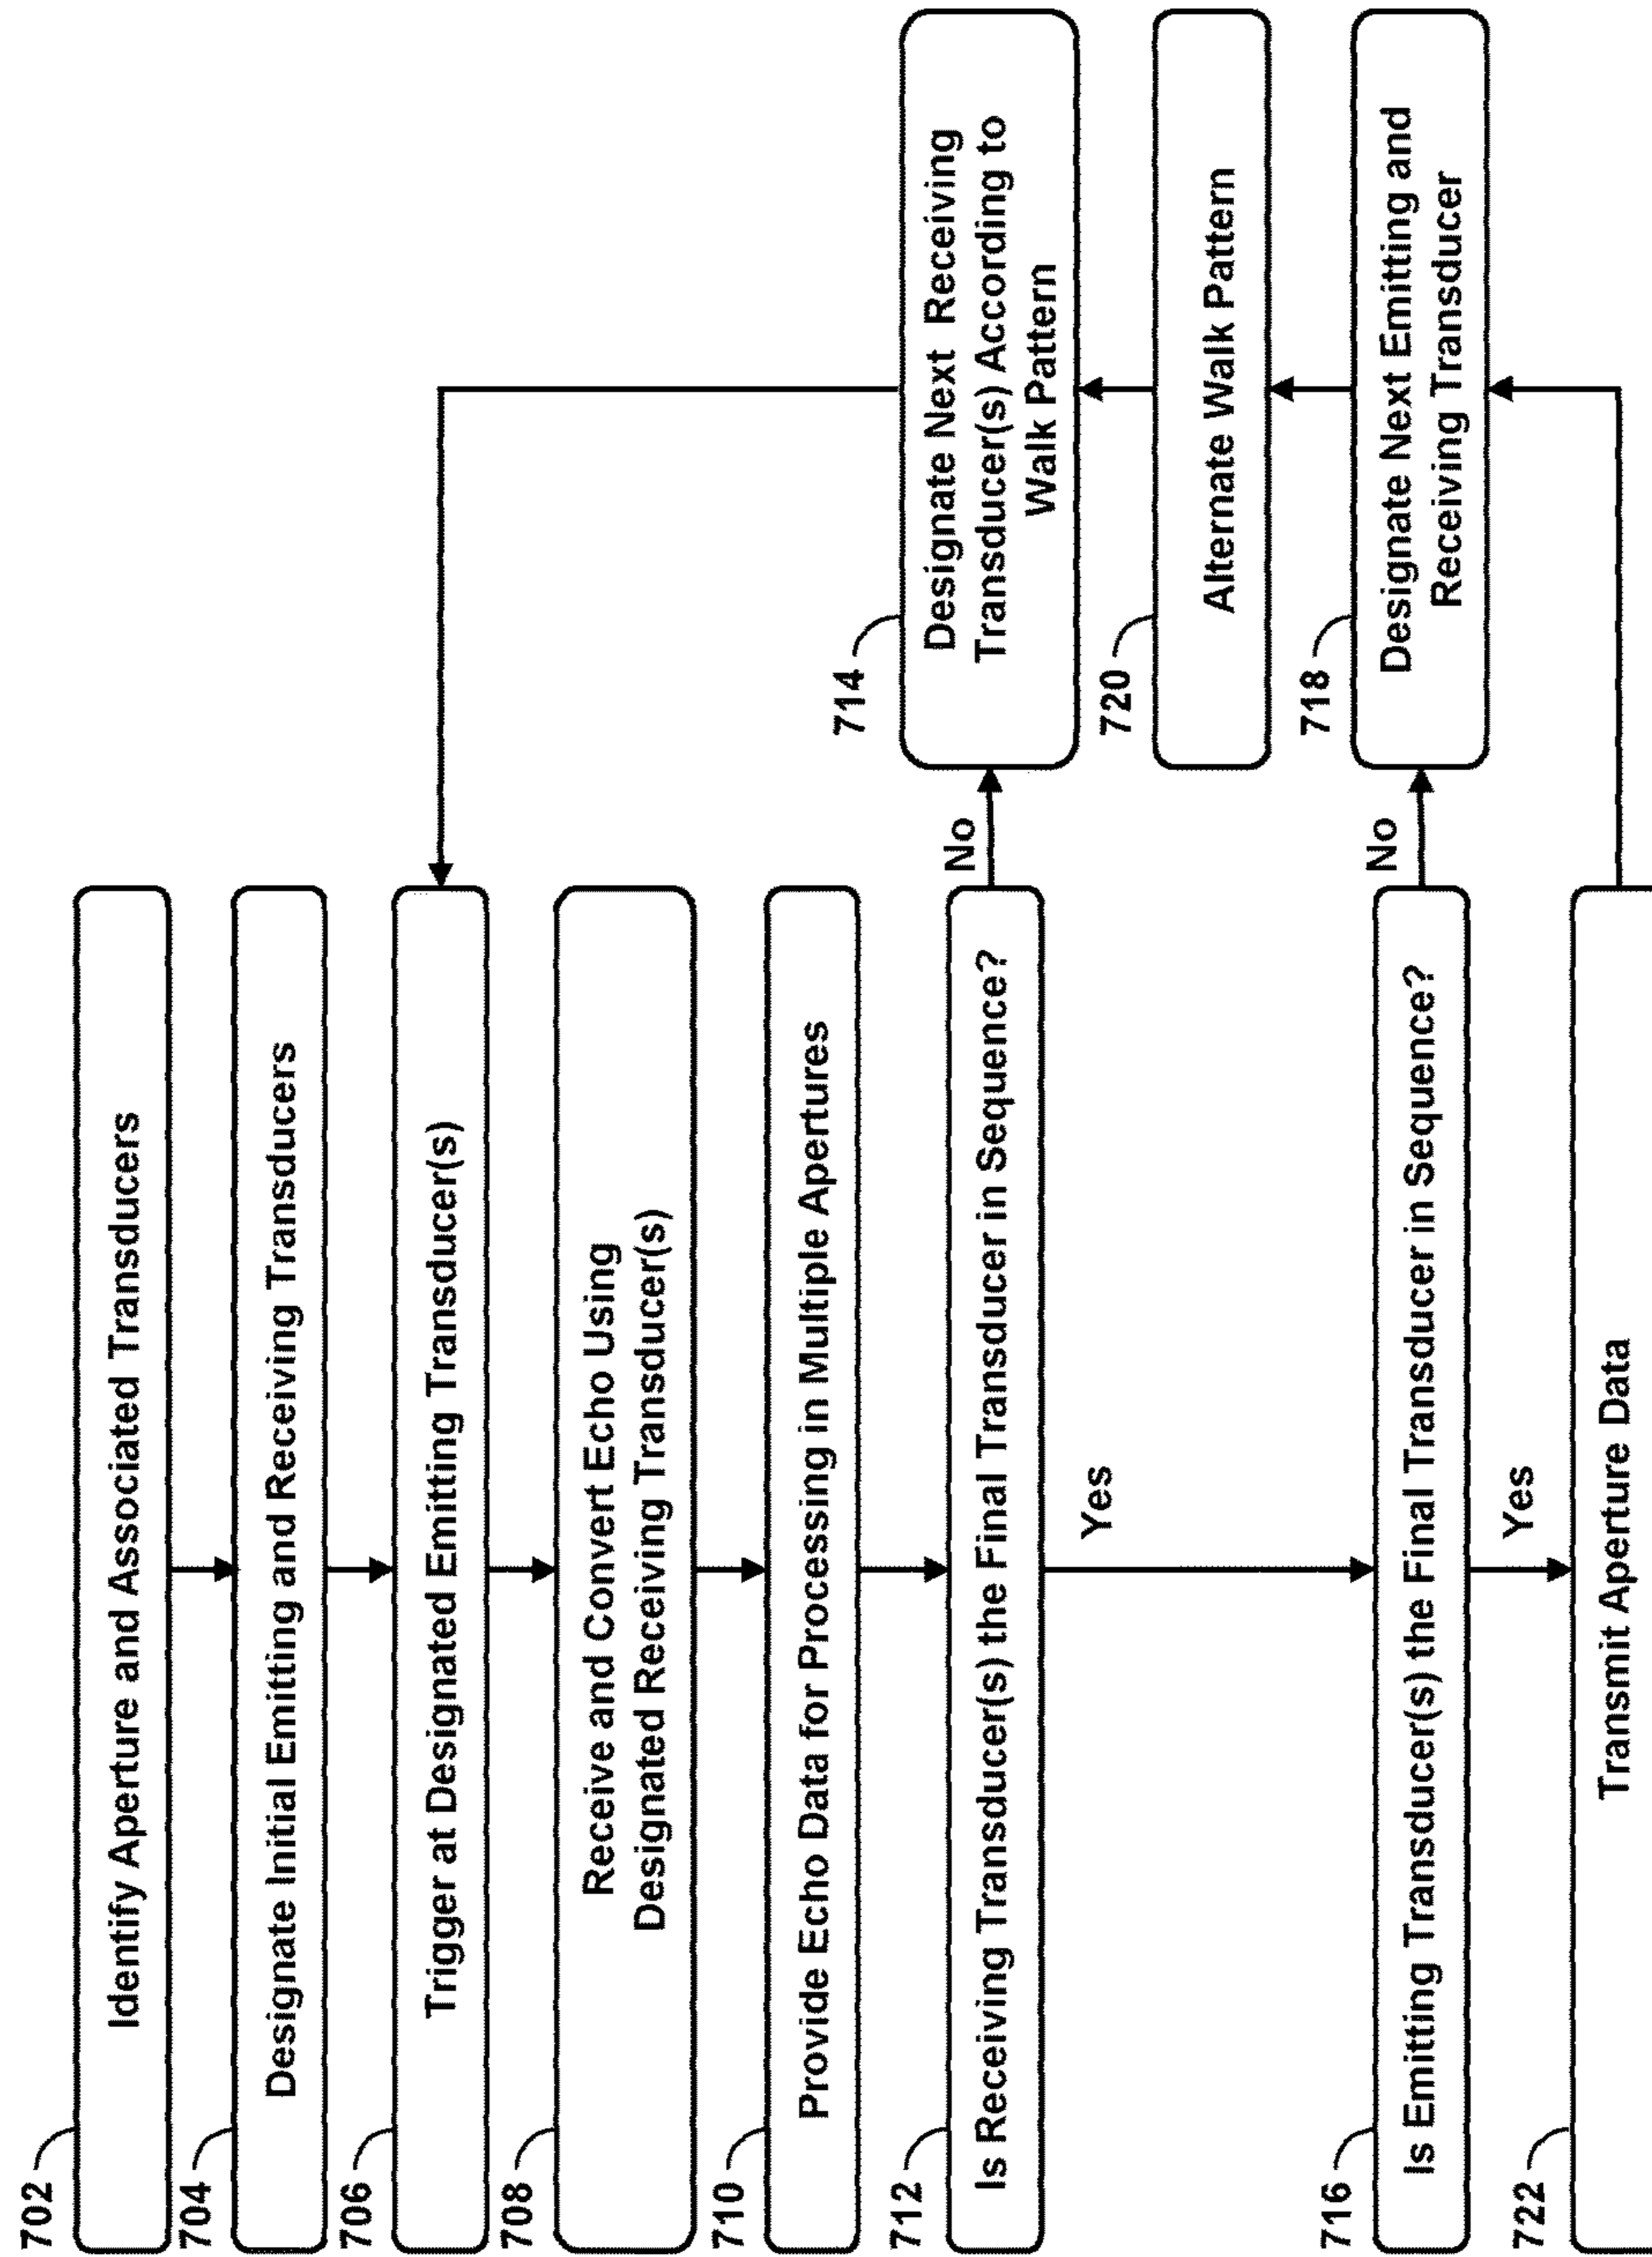 702
Identify Aperture and Associated Transducers
704
Designate Initial Emitting and Receiving Transducers
706
Trigger at Designated Emitting Transducer(s)
708
Receive and Convert Echo Using
Designated Receiving Transducer(s)
710
Provide Echo Data for Processing in Multiple Apertures
712
Is Receiving Transducer(s) the Final Transducer in Sequence?
No
Yes
714
Designate Next Receiving
Transducer(s) According to
Walk Pattern
720
Alternate Walk Pattern
718
Designate Next Emitting and
Receiving Transducer
716
Is Emitting Transducer(s) the Final Transducer in Sequence?
No
Yes
722
Transmit Aperture Data